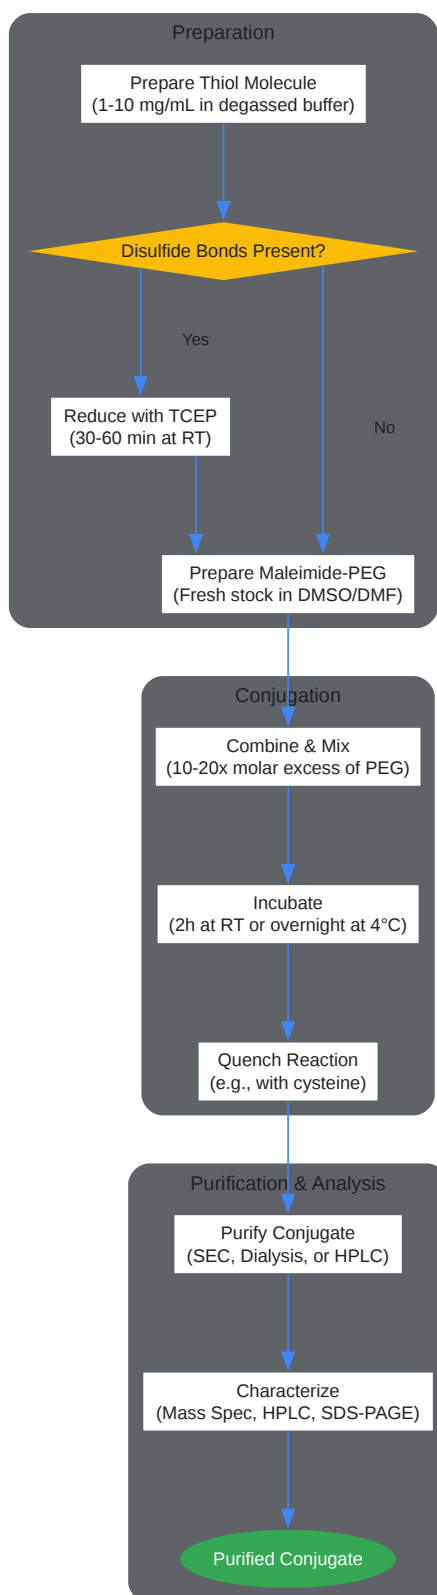 Preparation
Prepare Thiol Molecule
(1-10 mg/mL in degassed buffer)
Disulfide Bonds Present?
Yes
Reduce with TCEP
(30-60 min at RT)
No
Prepare Maleimide-PEG
(Fresh stock in DMSO/DMF)
Conjugation
Combine & Mix
(10-20x molar excess of PEG)
Incubate
(2h at RT or overnight at 4°C)
Quench Reaction
(e.g., with cysteine)
Purification & Analysis
Purify Conjugate
(SEC, Dialysis, or HPLC)
Characterize
(Mass Spec, HPLC, SDS-PAGE)
Purified Conjugate